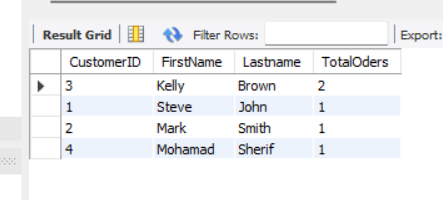 Result Grid Filter Rows: Export:
CustomerID FirstName Lastname TotalOders
3 Kelly Brown 2
1 Steve John 1
2 Mark Smith 1
4 Mohamad Sherif 1